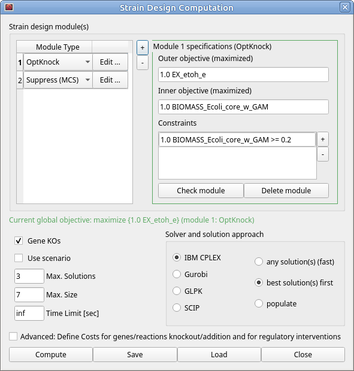 Strain Design Computation
Strain design module(s)
Module Type
1 OptKnock Edit ...
2 Suppress (MCS) Edit ...
+
-
Module 1 specifications (OptKnock)
Outer objective (maximized)
1.0 EX_etoh_e
Inner objective (maximized)
1.0 BIOMASS_Ecoli_core_w_GAM
Constraints
1.0 BIOMASS_Ecoli_core_w_GAM >= 0.2
+
-
Check module Delete module
Current global objective: maximize {1.0 EX_etoh_e} (module 1: OptKnock)
Gene KOs
Use scenario
3 Max. Solutions
7 Max. Size
inf Time Limit [sec]
Solver and solution approach
IBM CPLEX
Gurobi
GLPK
SCIP
any solution(s) (fast)
best solution(s) first
populate
Advanced: Define Costs for genes/reactions knockout/addition and for regulatory interventions
Compute Save Load Close